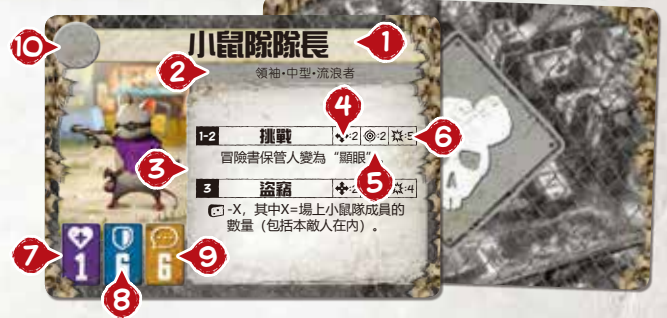 10
小鼠隊隊長
1
2
領袖·中型·流浪者
4
1-2 挑戰 :2 :2 :5
6
冒險書保管人變為“顯眼”
3
5
3 盜竊 :2 :4
-X，其中X=場上小鼠隊成員的
數量（包括本敵人在內）。
7
1
8
6
9